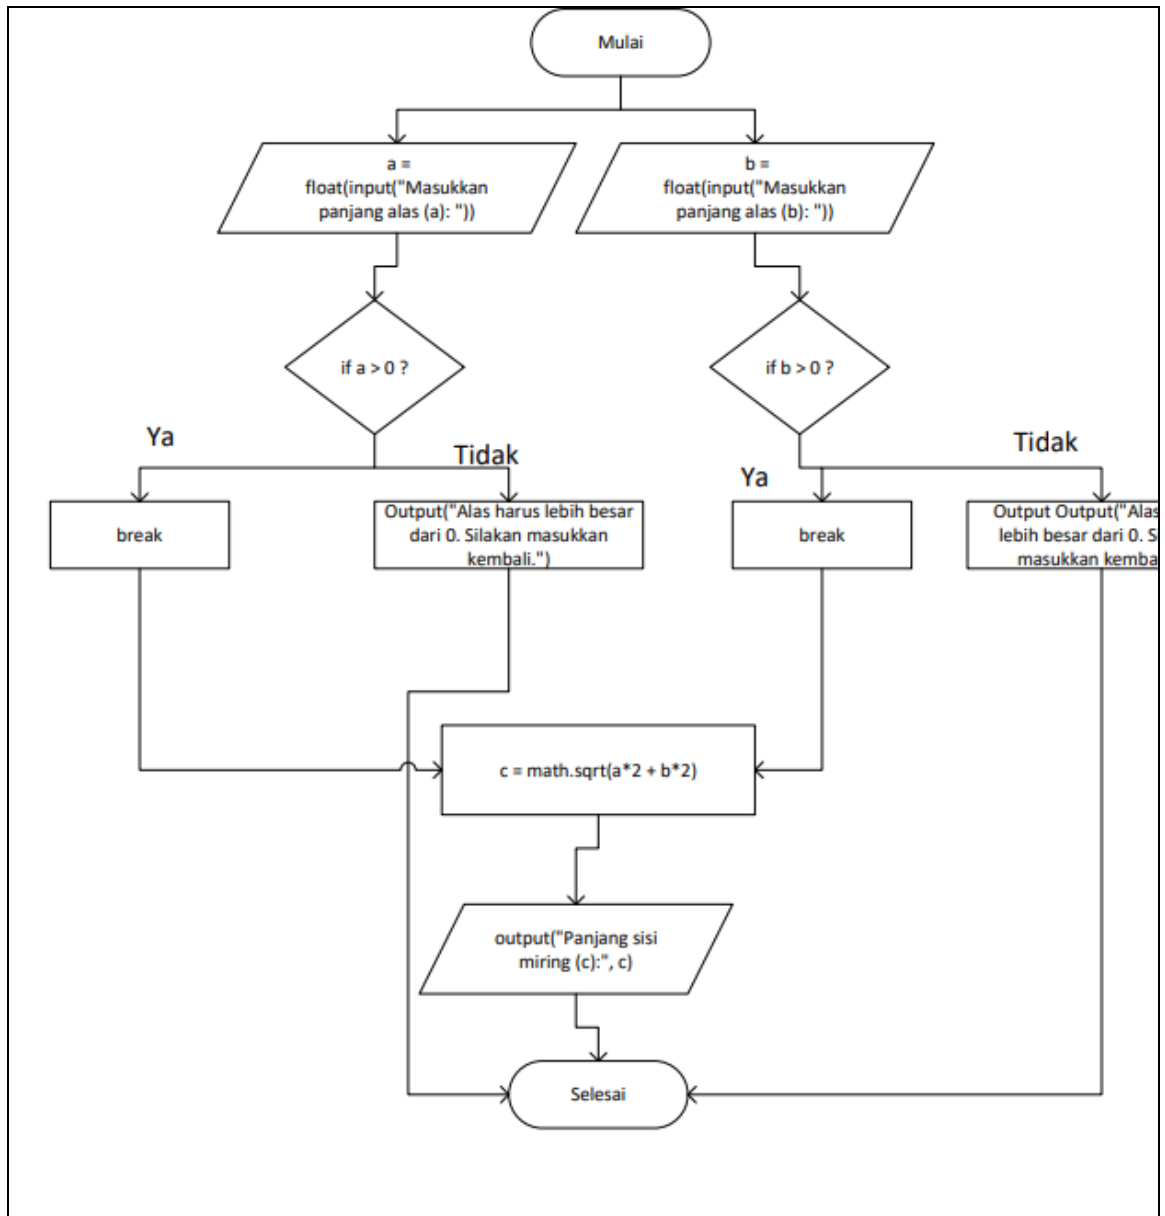 Mulai
a =
float(input("Masukkan
panjang alas (a): "))
b =
float(input("Masukkan
panjang alas (b): "))
if a > 0 ?
if b > 0 ?
Ya
Tidak
Ya
Tidak
break
Output("Alas harus lebih besar
dari 0. Silakan masukkan
kembali.")
break
Output Output("Alas
lebih besar dari 0.
masukkan
c = math.sqrt(a*2 + b*2)
output("Panjang sisi
miring (c):", c)
Selesai